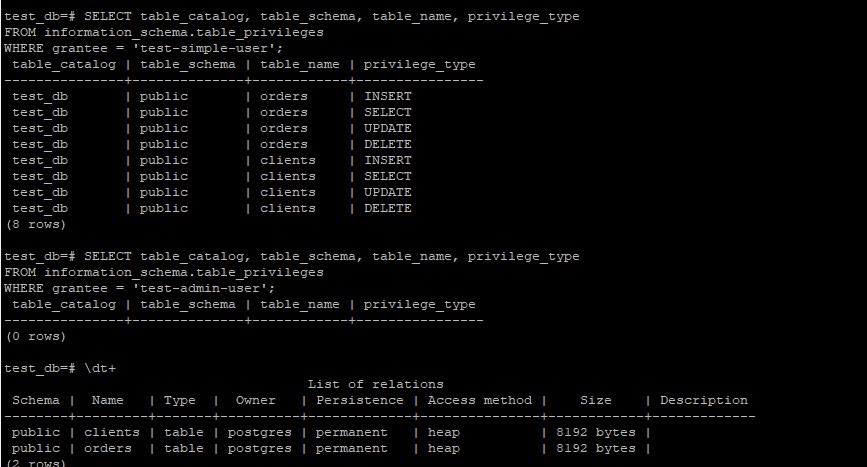 test_db=# SELECT table_catalog, table_schema, table_name, privilege_type
FROM information_schema.table_privileges
WHERE grantee = 'test-simple-user';
 table_catalog | table_schema | table_name | privilege_type
---------------+--------------+------------+----------------
 test_db       | public       | orders     | INSERT
 test_db       | public       | orders     | SELECT
 test_db       | public       | orders     | UPDATE
 test_db       | public       | orders     | DELETE
 test_db       | public       | clients    | INSERT
 test_db       | public       | clients    | SELECT
 test_db       | public       | clients    | UPDATE
 test_db       | public       | clients    | DELETE
(8 rows)
test_db=# SELECT table_catalog, table_schema, table_name, privilege_type
FROM information_schema.table_privileges
WHERE grantee = 'test-admin-user';
 table_catalog | table_schema | table_name | privilege_type
---------------+--------------+------------+----------------
(0 rows)
test_db=# \dt+
                                     List of relations
 Schema |  Name   | Type  |  Owner   | Persistence | Access method |    Size    | Description
--------+---------+-------+----------+-------------+---------------+------------+-------------
 public | clients | table | postgres | permanent   | heap          | 8192 bytes |
 public | orders  | table | postgres | permanent   | heap          | 8192 bytes |
(2 rows)